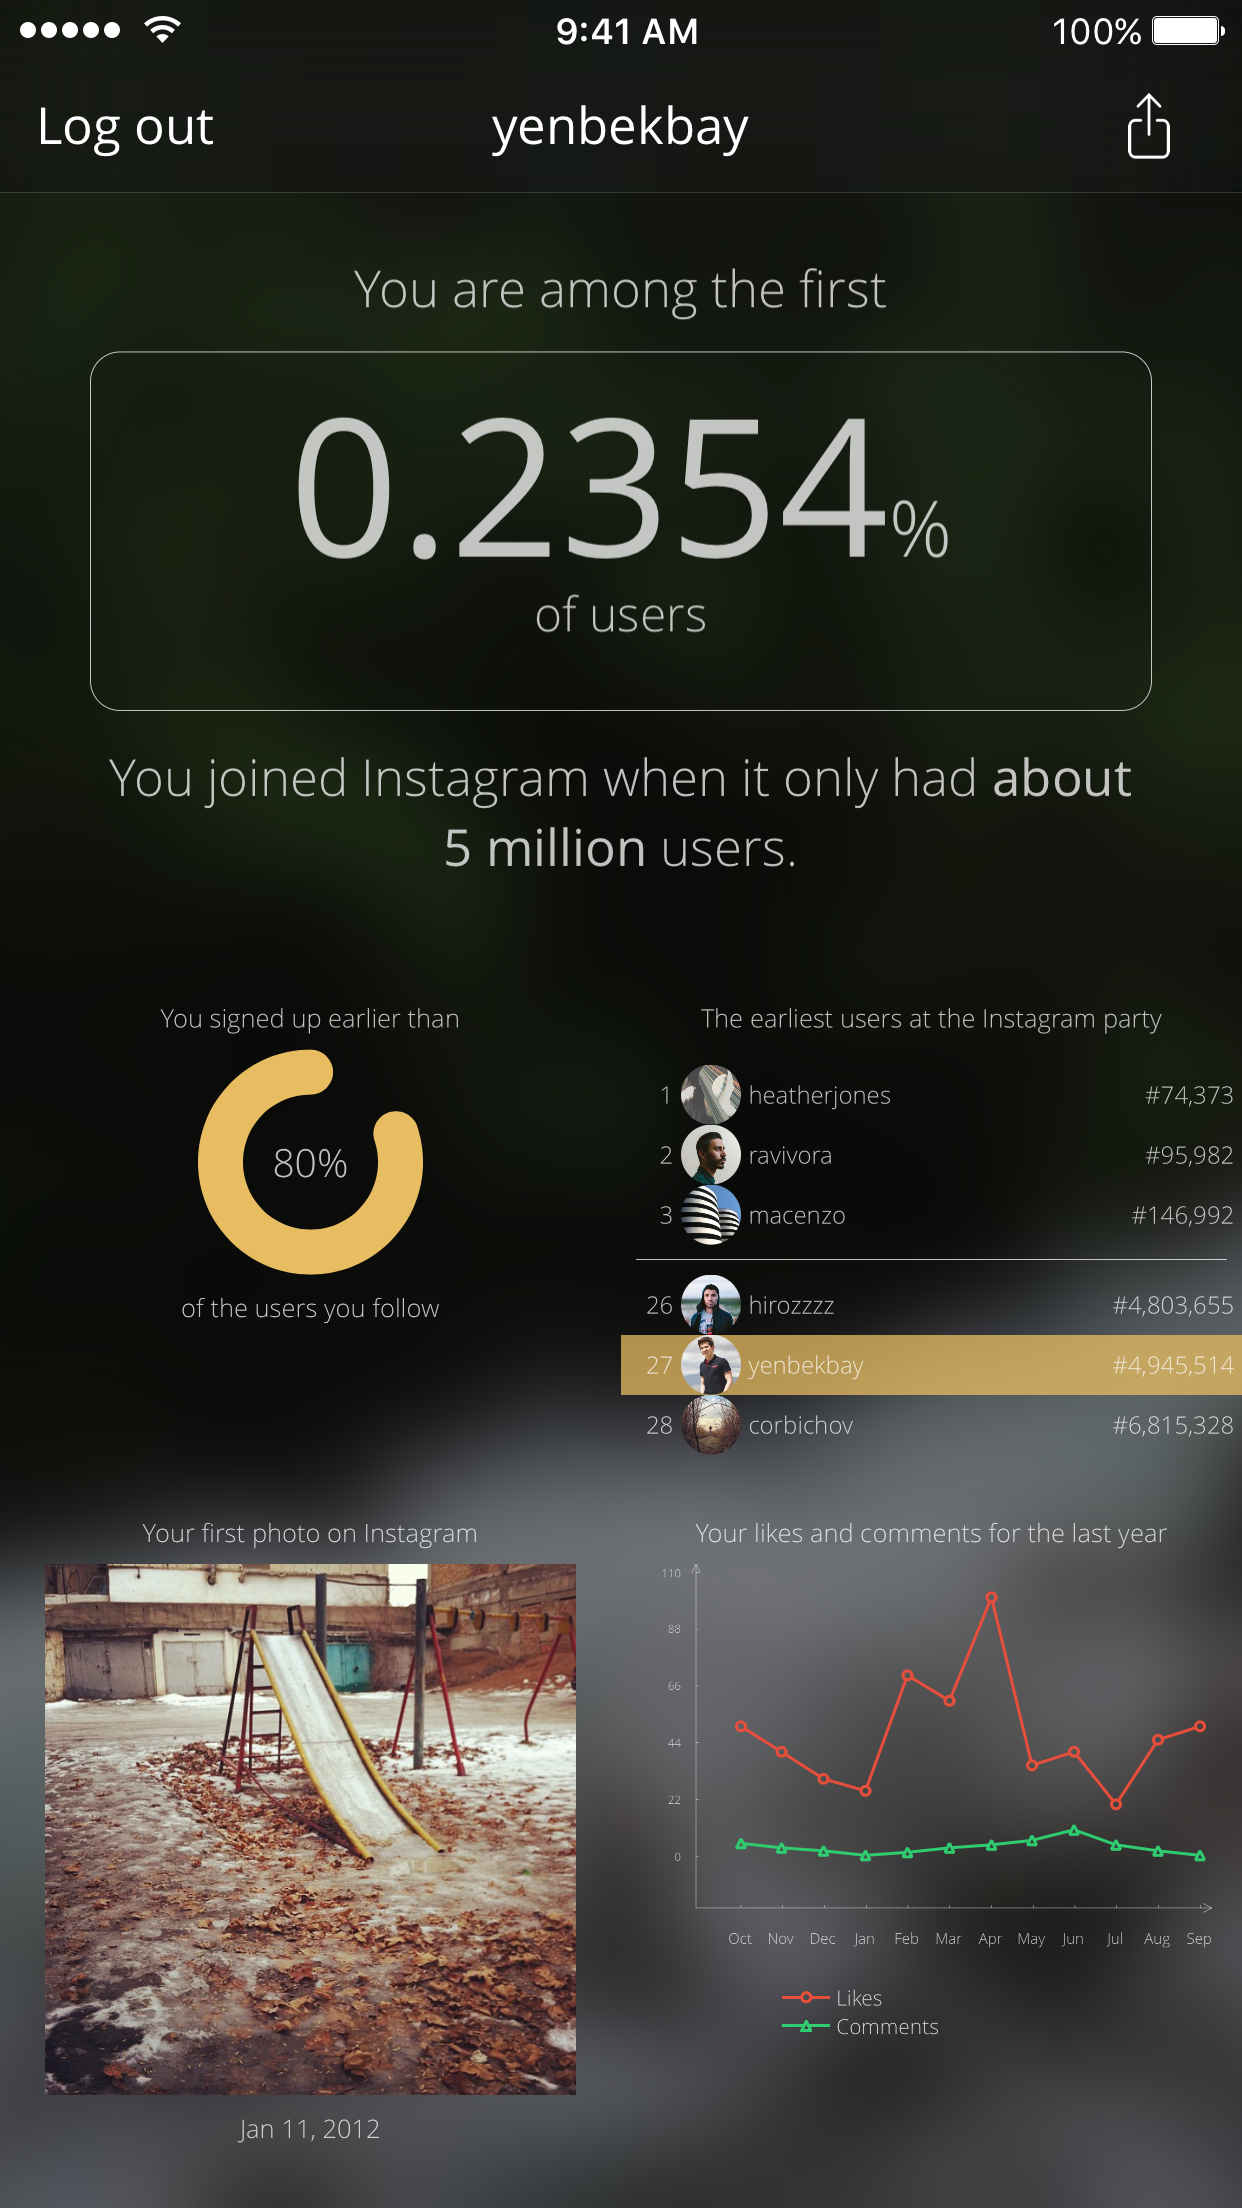 9:41 AM
100%
Log out
yenbekbay
You are among the first
0.2354%
of users
You joined Instagram when it only had about
5 million users.
You signed up earlier than
80%
of the users you follow
The earliest users at the Instagram party
1 heatherjones #74,373
2 ravivora #95,982
3 macenzo #146,992
26 hirozzzz #4,803,655
27 yenbekbay #4,945,514
28 corbichov #6,815,328
Your first photo on Instagram
Jan 11, 2012
Your likes and comments for the last year
110
88
66
44
22
0
Oct Nov Dec Jan Feb Mar Apr May Jun Jul Aug Sep
Likes
Comments